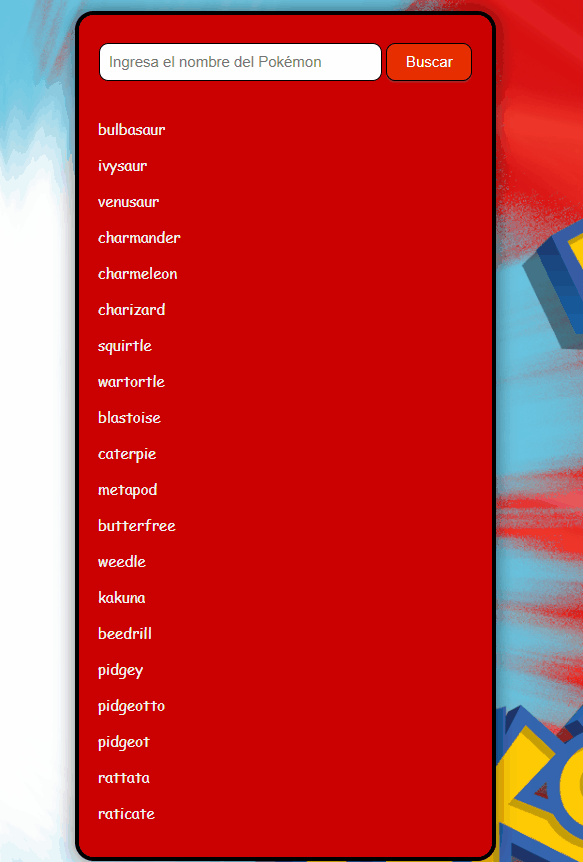 Ingresa el nombre del Pokémon
Buscar
bulbasaur
ivysaur
venusaur
charmander
charmeleon
charizard
squirtle
wartortle
blastoise
caterpie
metapod
butterfree
weedle
kakuna
beedrill
pidgey
pidgeotto
pidgeot
rattata
raticate